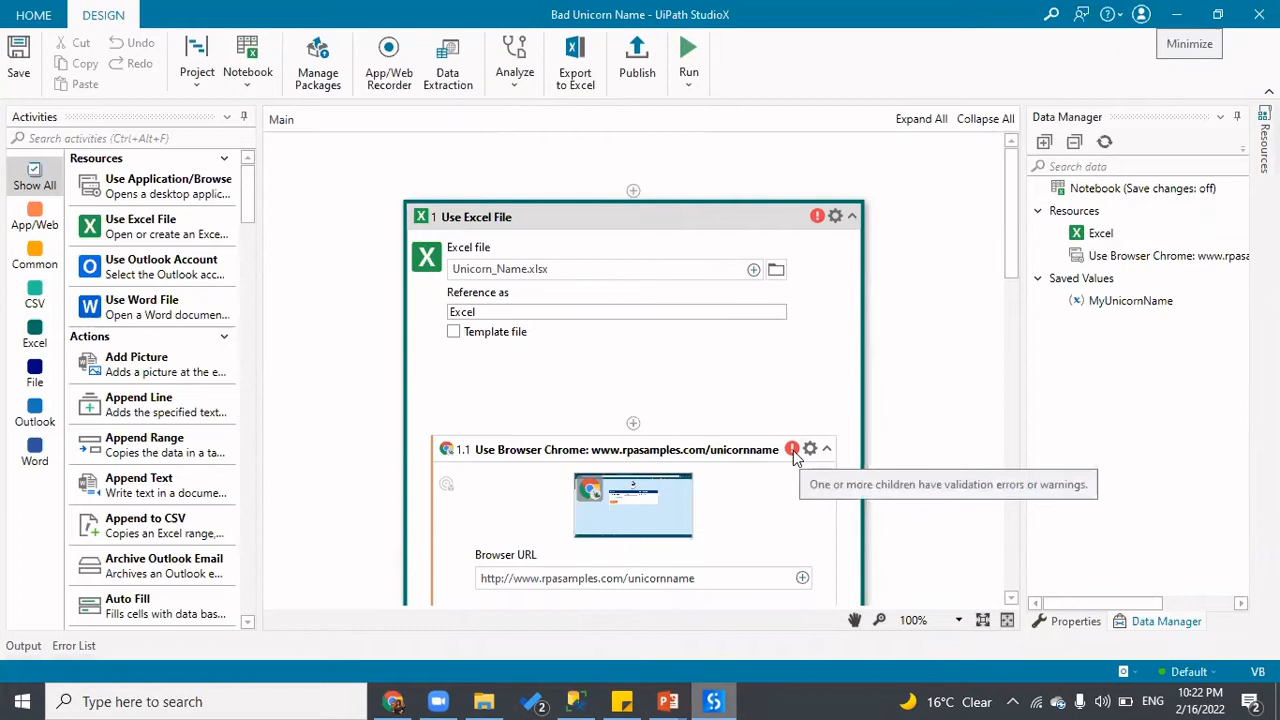 HOME
DESIGN
Bad Unicorn Name - UiPath StudioX
Minimize
Save
Cut
Copy
Paste
Undo
Redo
Project
Notebook
Manage
Packages
App/Web
Recorder
Data
Extraction
Analyze
Export
to Excel
Publish
Run
Activities
Search activities (Ctrl+Alt+F)
Show All
App/Web
Common
CSV
Excel
File
Outlook
Word
Resources
Use Application/Browse
Opens a desktop applic...
Use Excel File
Open or create an Exce...
Use Outlook Account
Select the Outlook acco...
Use Word File
Open a Word documen...
Actions
Add Picture
Adds a picture at the e...
Append Line
Adds the specified text...
Append Range
Copies the data in a ta...
Append Text
Write text in a docume...
Append to CSV
Copies an Excel range,...
Archive Outlook Email
Archives an Outlook e...
Auto Fill
Fills cells with data bas...
Main
Expand All
Collapse All
1 Use Excel File
Excel file
Unicorn_Name.xlsx
Reference as
Excel
Template file
1.1 Use Browser Chrome: www.rpasamples.com/unicornname
One or more children have validation errors or warnings.
Browser URL
http://www.rpasamples.com/unicornname
100%
Data Manager
Search data
Notebook (Save changes: off)
Resources
Excel
Use Browser Chrome: www.rpasa
Saved Values
(x) MyUnicornName
Properties
Data Manager
Resources
Output
Error List
Default
VB
Type here to search
2
16°C Clear
ENG
10:22 PM
2/16/2022
2